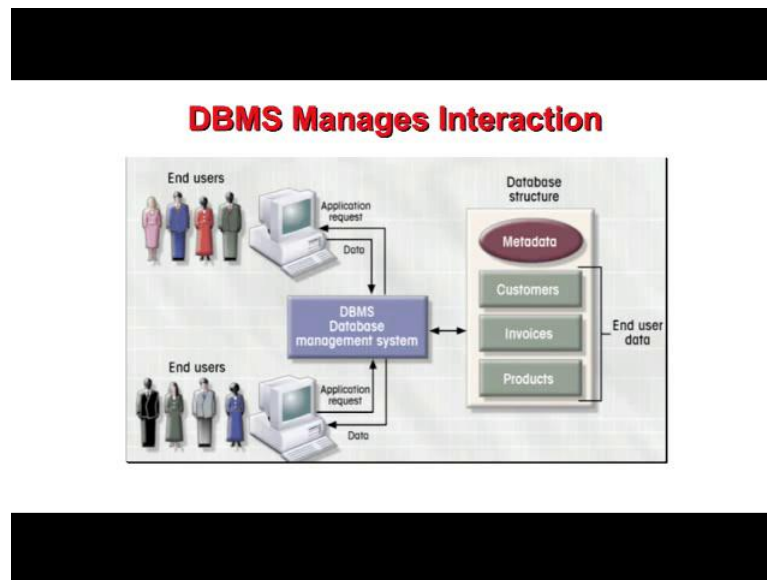 DBMS Manages Interaction
End users
Application
request
Data
Database
structure
Metadata
Customers
Invoices
Products
End user
data
DBMS
Database
management system
End users
Application
request
Data